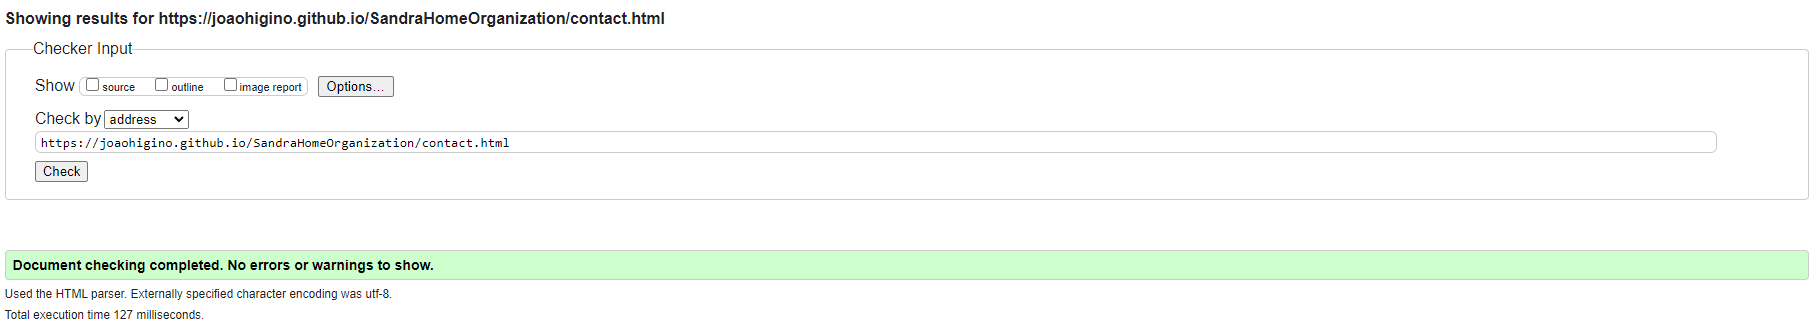 Showing results for https://joaohigino.github.io/SandraHomeOrganization/contact.html
Checker Input
Show source outline image report Options...
Check by address
https://joaohigino.github.io/SandraHomeOrganization/contact.html
Check
Document checking completed. No errors or warnings to show.
Used the HTML parser. Externally specified character encoding was utf-8.
Total execution time 127 milliseconds.